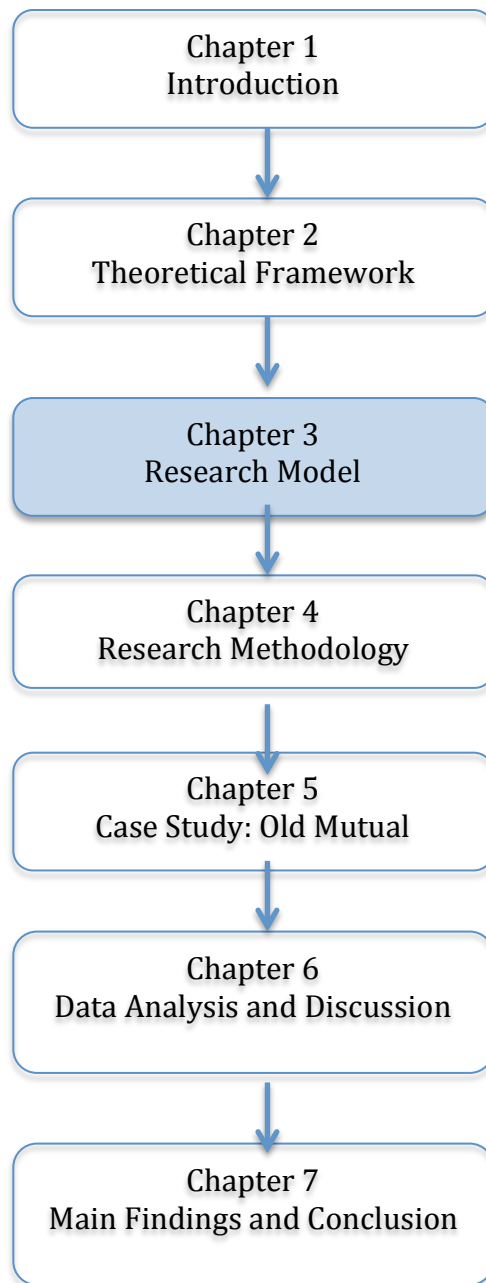 Chapter 1
Introduction
Chapter 2
Theoretical Framework
Chapter 3
Research Model
Chapter 4
Research Methodology
Chapter 5
Case Study: Old Mutual
Chapter 6
Data Analysis and Discussion
Chapter 7
Main Findings and Conclusion